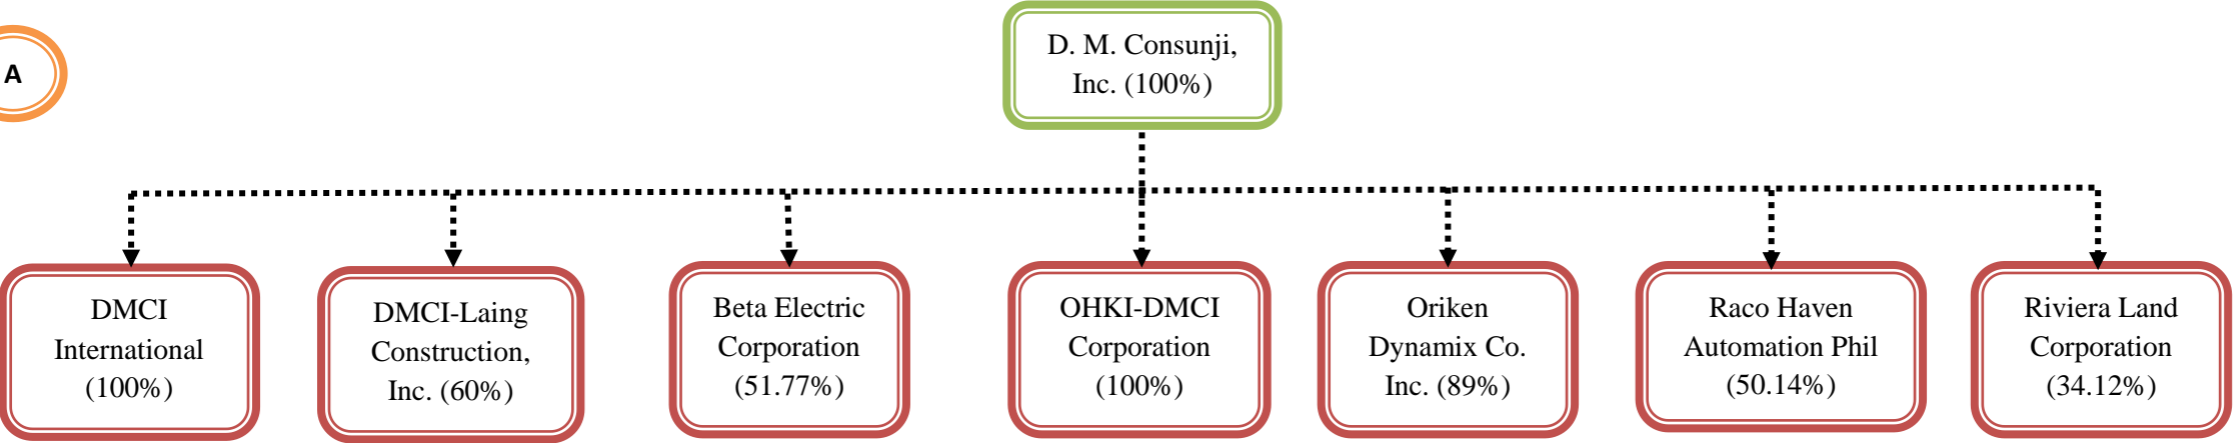 A
D. M. Consunji,
Inc. (100%)
DMCI
International
(100%)
DMCI-Laing
Construction,
Inc. (60%)
Beta Electric
Corporation
(51.77%)
OHKI-DMCI
Corporation
(100%)
Oriken
Dynamix Co.
Inc. (89%)
Raco Haven
Automation Phil
(50.14%)
Riviera Land
Corporation
(34.12%)